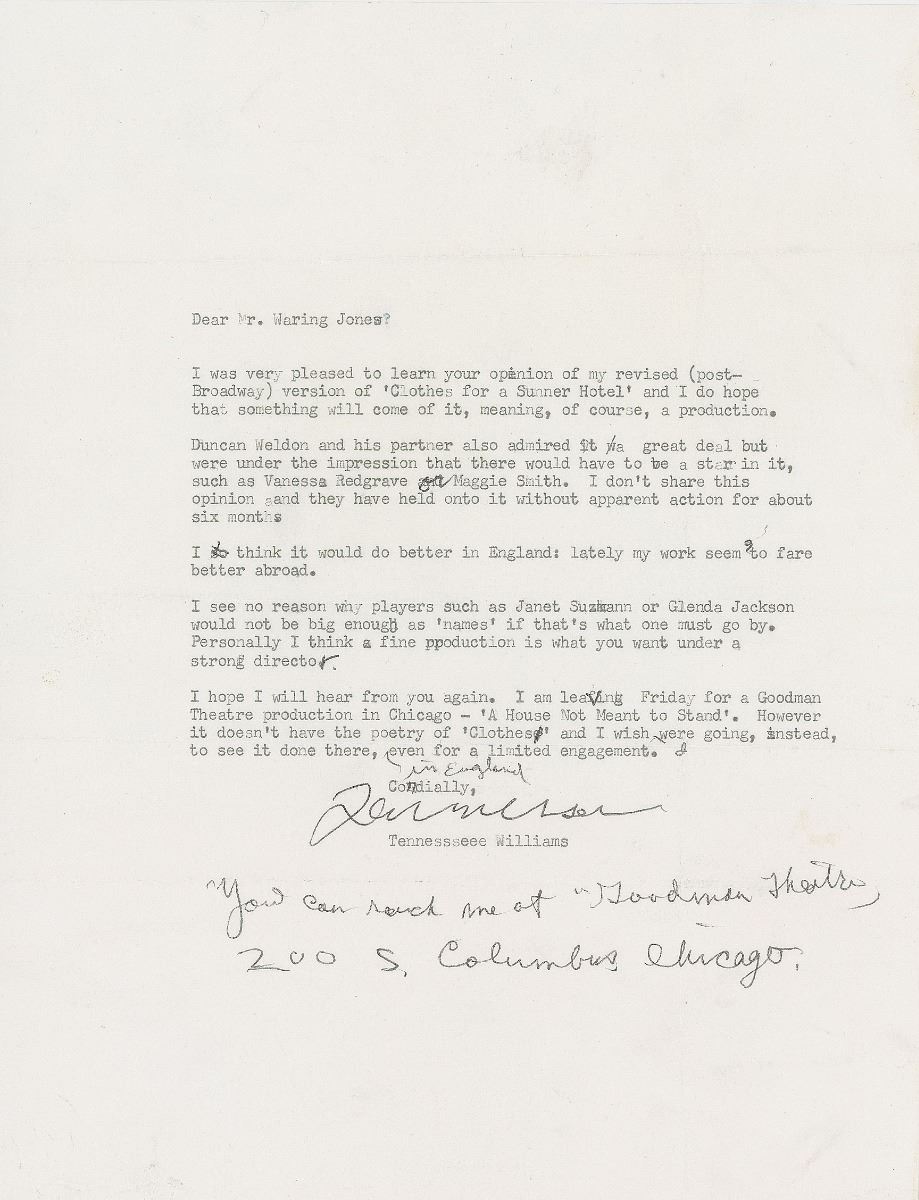 Dear Mr. Waring Jones?
I was very pleased to learn your opinion of my revised (post-
Broadway) version of 'Clothes for a Sunner Hotel' and I do hope
that something will come of it, meaning, of course, a production.
Duncan Weldon and his partner also admired it a great deal but
were under the impression that there would have to be a star in it,
such as Vanessa Redgrave or Maggie Smith. I don't share this
opinion and they have held onto it without apparent action for about
six months
I do think it would do better in England: lately my work seems to fare
better abroad.
I see no reason why players such as Janet Suzmann or Glenda Jackson
would not be big enough as 'names' if that's what one must go by.
Personally I think a fine pproduction is what you want under a
strong director.
I hope I will hear from you again. I am leaving Friday for a Goodman
Theatre production in Chicago - 'A House Not Meant to Stand'. However
it doesn't have the poetry of 'Clothes' and I wish were going, instead,
to see it done there, even for a limited engagement. I
in England
Cordially,
Tennessee
Tennessseee Williams
"You can reach me at "Goodman Theatre,
200 S. Columbus Chicago.